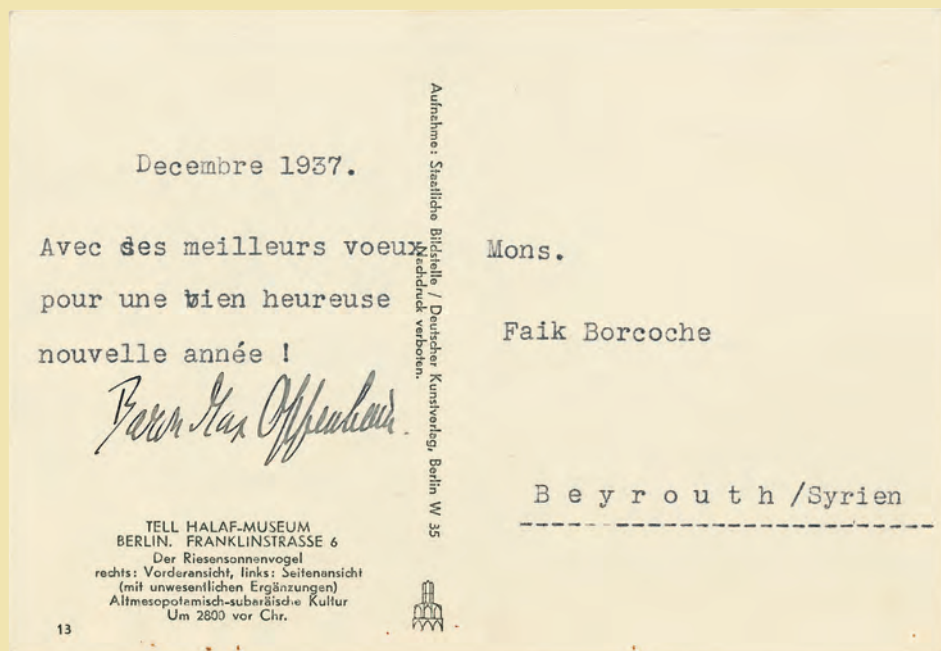 Decembre 1937.
Avec des meilleurs voeux
pour une bien heureuse
nouvelle année !
Baron Max Oppenheim.
TELL HALAF-MUSEUM
BERLIN. FRANKLINSTRASSE 6
Der Riesensonnenvogel
rechts: Vorderansicht, links: Seitenansicht
(mit unwesentlichen Ergänzungen)
Altmesopotamisch-subaräische Kultur
Um 2800 vor Chr.
13
Aufnahme: Staatliche Bildstelle / Deutscher Kunstverlag, Berlin W 35
Nachdruck verboten.
Mons.
Faik Borcoche
Beyrouth/Syrien